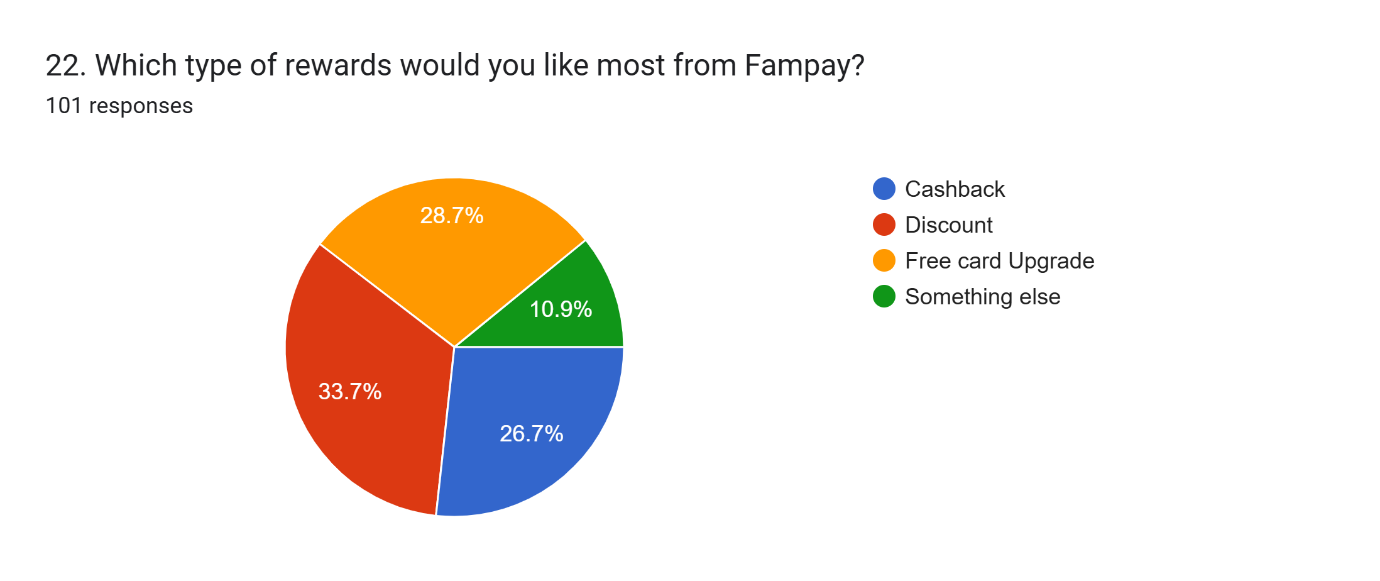 22. Which type of rewards would you like most from Fampay?
101 responses
28.7%
10.9%
33.7%
26.7%
Cashback
Discount
Free card Upgrade
Something else